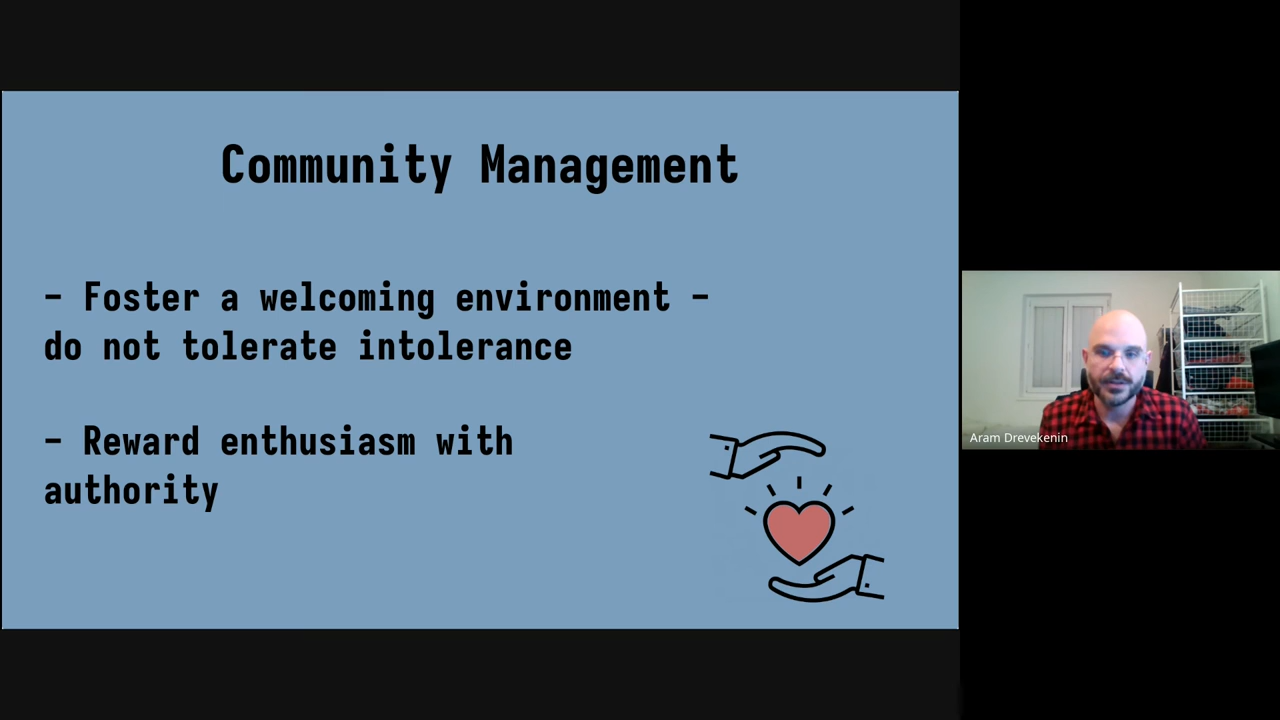 Community Management
- Foster a welcoming environment -
do not tolerate intolerance
- Reward enthusiasm with
authority
Aram Drevekenin